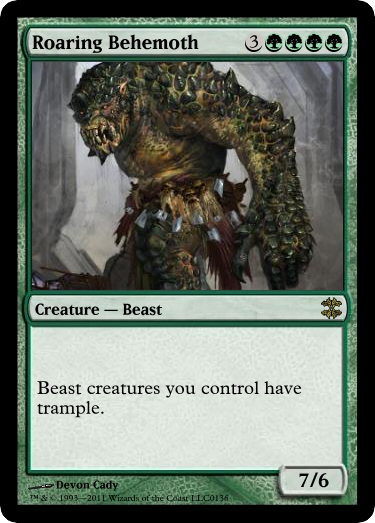 Roaring Behemoth 3
Creature — Beast
Beast creatures you control have
trample.
7/6
Devon Cady
™ & © 1993–2011 Wizards of the Coast LLC 0136